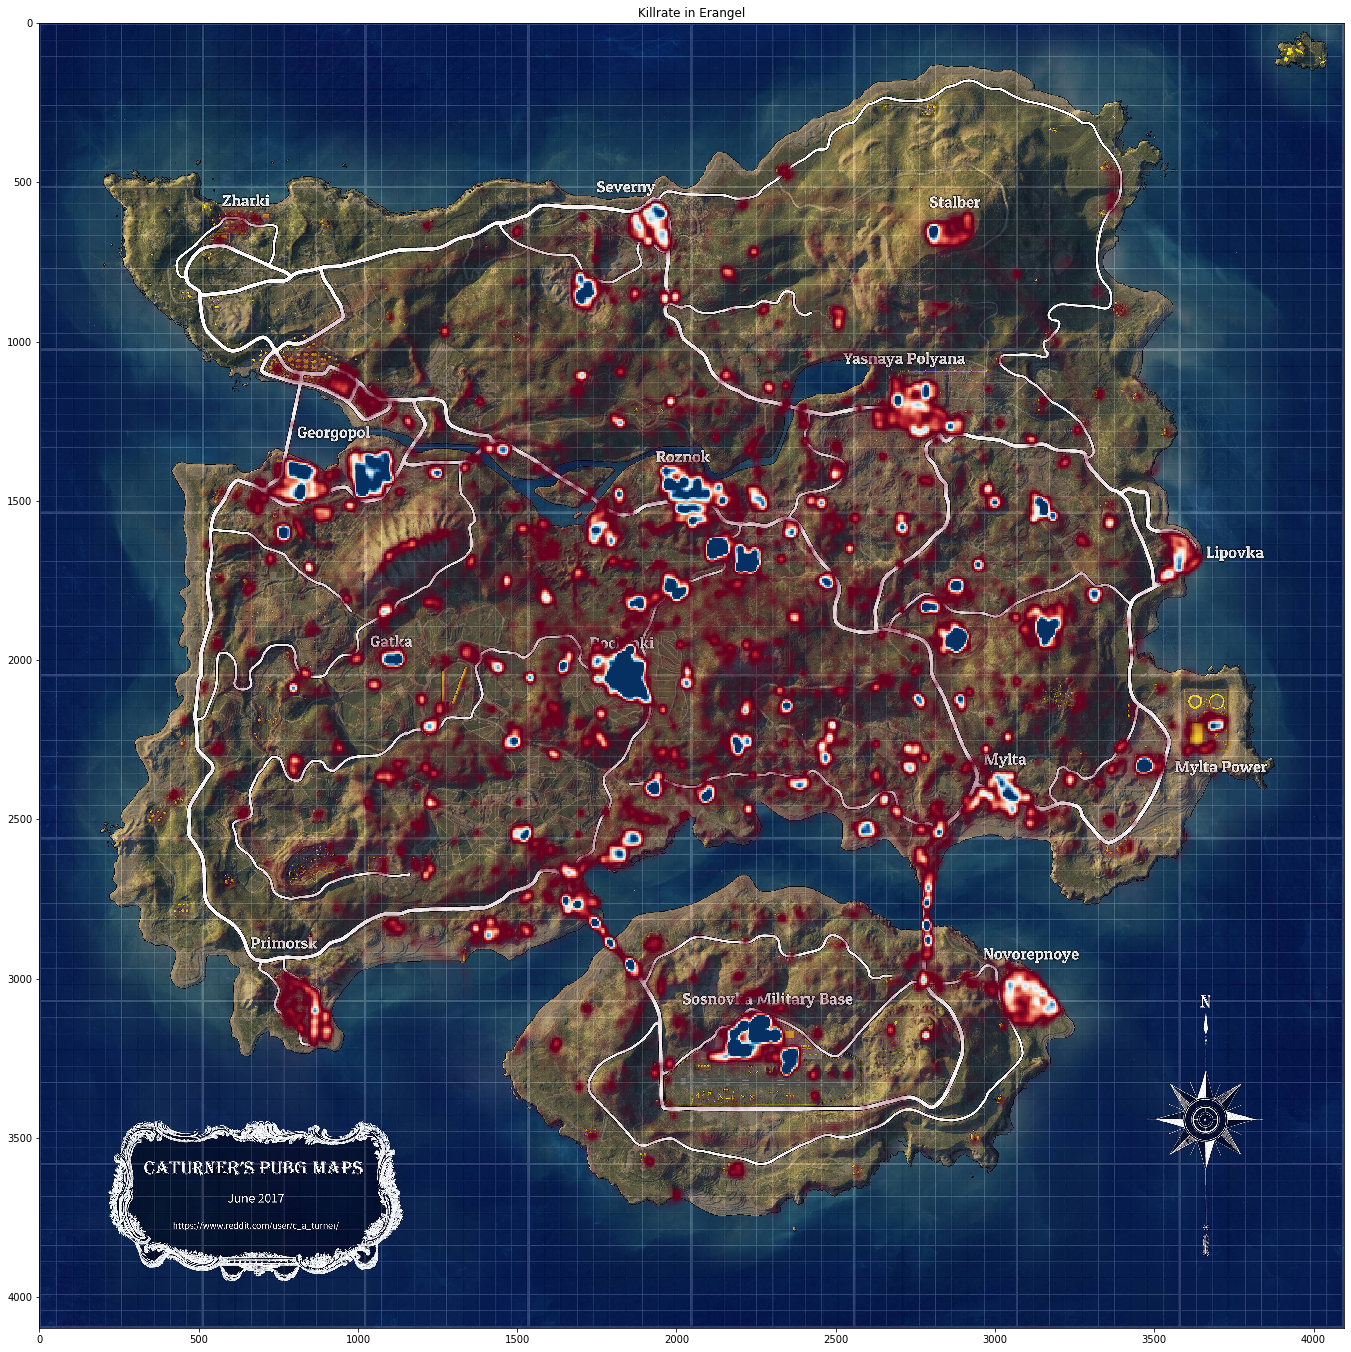 Killrate in Erangel
0
500
1000
1500
2000
2500
3000
3500
4000
Zharki
Severny
Stalber
Yasnaya Polyana
Georgopol
Roznok
Lipovka
Gatka
Mylta
Mylta Power
Primorsk
Novorepnoye
Military Base
N
CATURNER'S PUBG MAPS
June 2017
https://www.reddit.com/user/c_a_turner/
0 500 1000 1500 2000 2500 3000 3500 4000